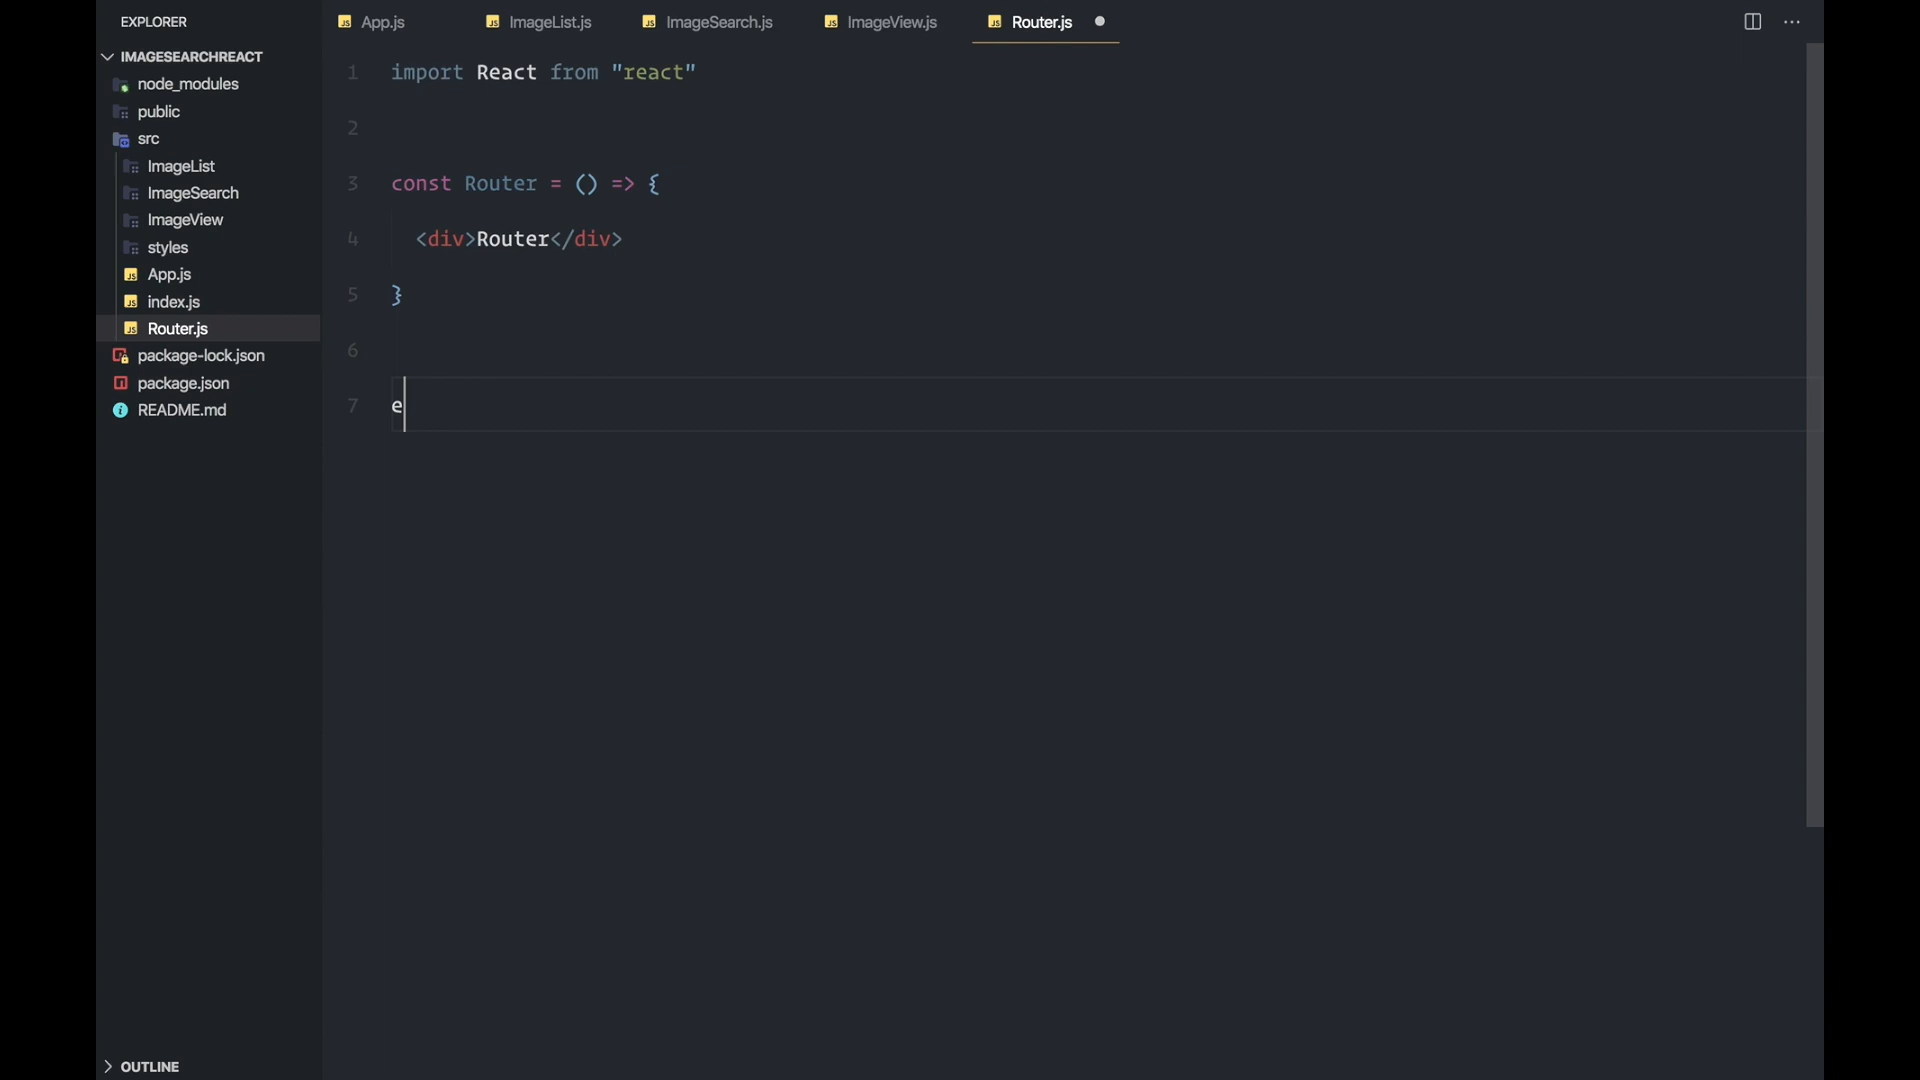 EXPLORER
IMAGESEARCHREACT
node_modules
public
src
ImageList
ImageSearch
ImageView
styles
App.js
index.js
Router.js
package-lock.json
package.json
README.md
OUTLINE
App.js ImageList.js ImageSearch.js ImageView.js Router.js
1 import React from "react"
2
3 const Router = () => {
4 <div>Router</div>
5 }
6
7 e